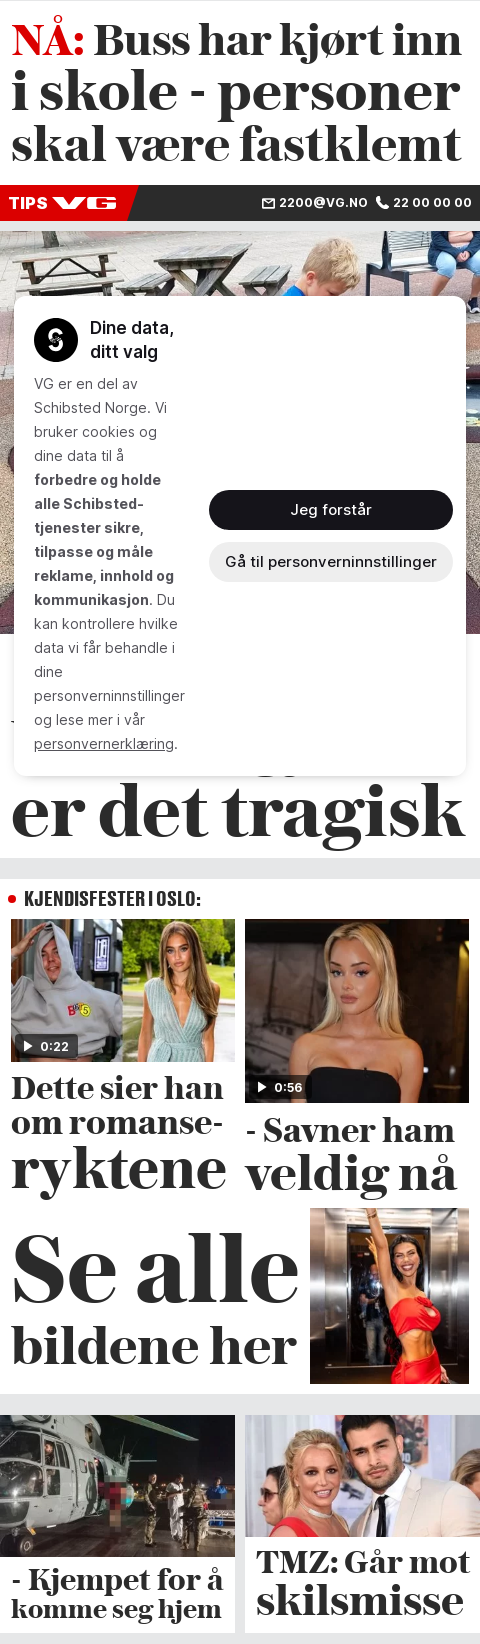 NÅ: Buss har kjørt inn
i skole - personer
skal være fastklemt
TIPS VG
2200@VG.NO 22 00 00 00
Dine data,
ditt valg
VG er en del av
Schibsted Norge. Vi
bruker cookies og
dine data til å
forbedre og holde
alle Schibsted-
tjenester sikre,
tilpasse og måle
reklame, innhold og
kommunikasjon. Du
kan kontrollere hvilke
data vi får behandle i
dine
personverninnstillinger
og lese mer i vår
personvernerklæring.
Jeg forstår
Gå til personverninnstillinger
er det tragisk
KJENDISFESTER I OSLO:
0:22
0:56
Dette sier han
om romanse-
ryktene
- Savner ham
veldig nå
Se alle
bildene her
- Kjempet for å
komme seg hjem
TMZ: Går mot
skilsmisse